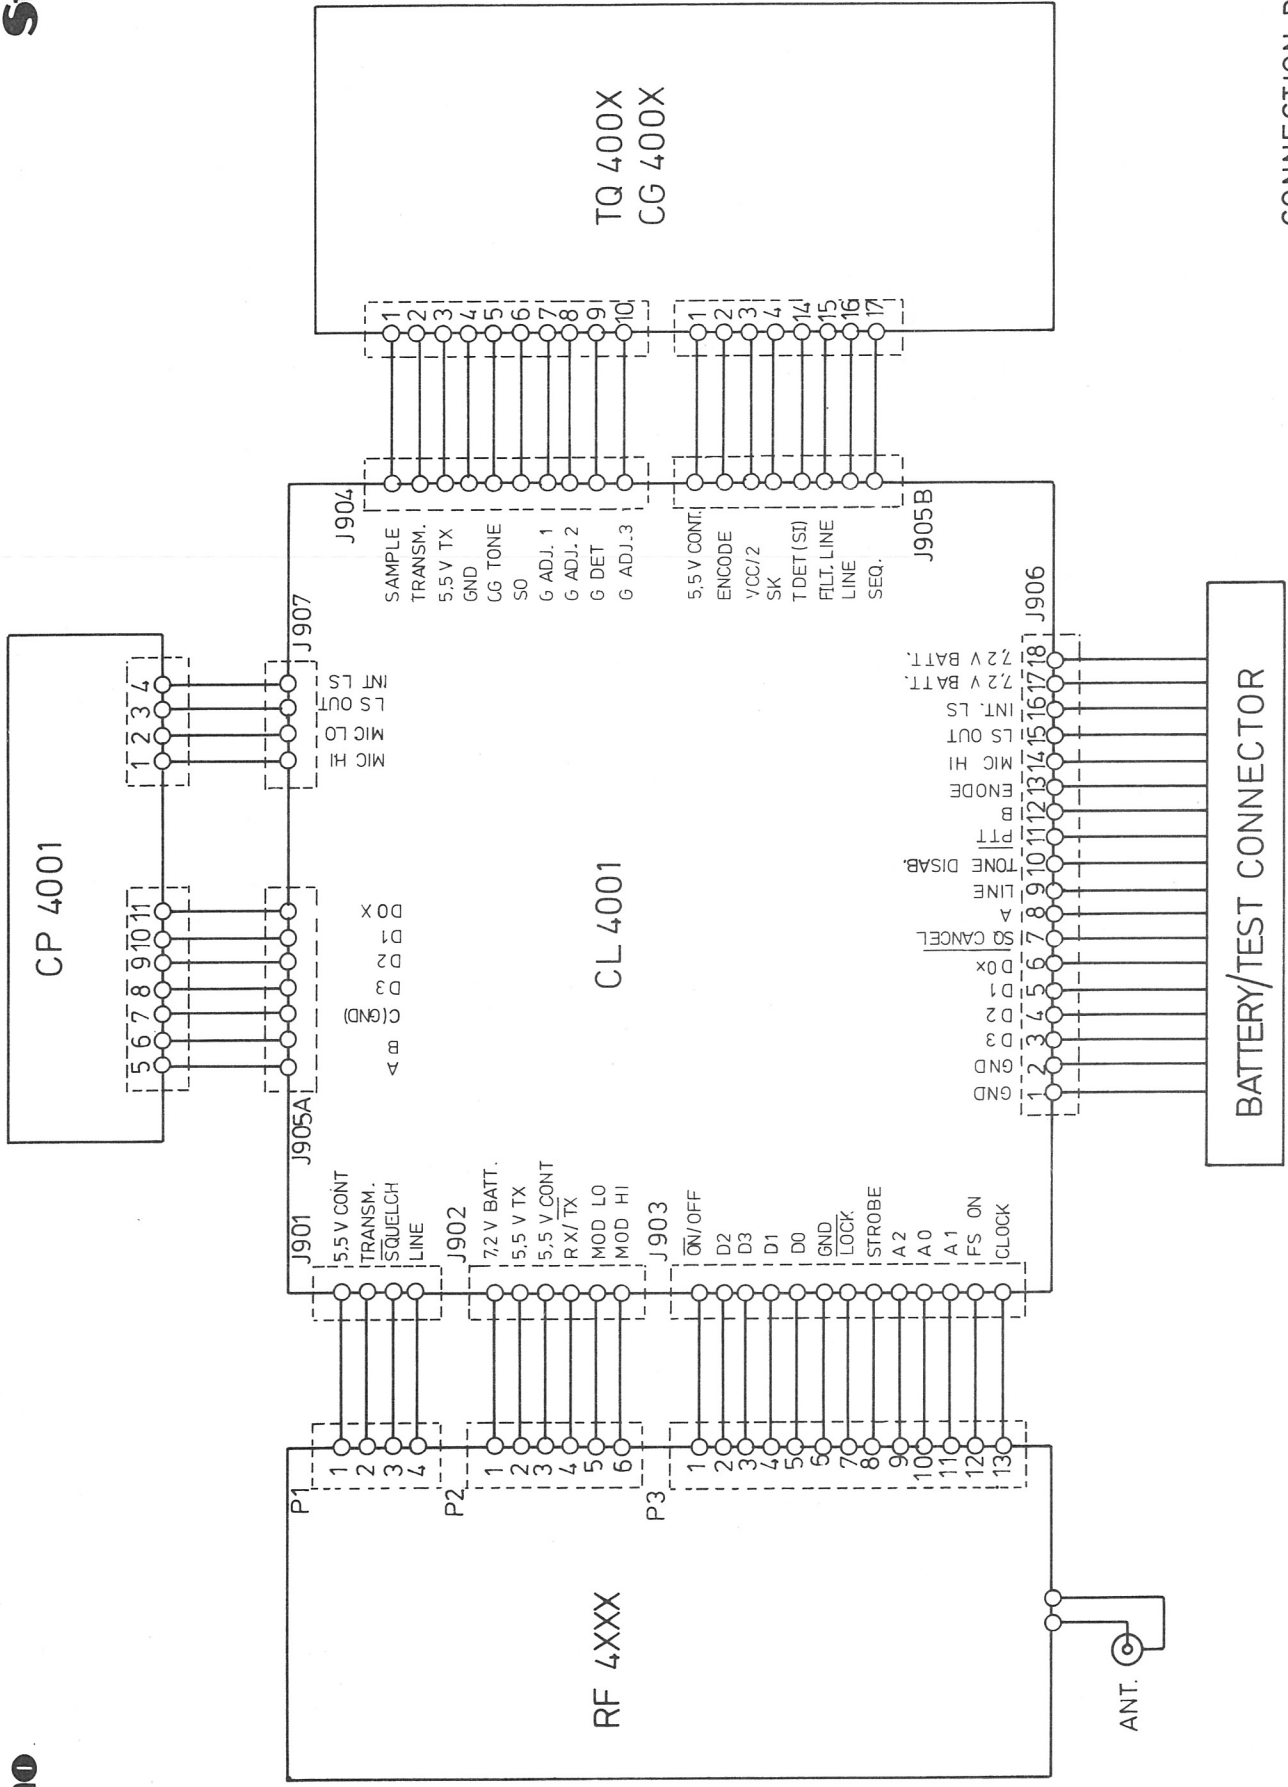 CP 4001
5 6 7 8 9 10 11
1 2 3 4
J905A
J907
A
B
C(GND)
D3
D2
D1
D0X
MIC HI
MIC LO
LS OUT
INT LS
RF 4XXX
P1
1
2
3
4
P2
1
2
3
4
5
6
P3
1
2
3
4
5
6
7
8
9
10
11
12
13
ANT.
CL 4001
J901
5,5 V CONT
TRANSM.
SQUELCH
LINE
J902
7,2 V BATT.
5,5 V TX
5,5 V CONT
RX/TX
MOD LO
MOD HI
J903
ON/OFF
D2
D3
D1
D0
GND
LOCK
STROBE
A2
A0
A1
FS ON
CLOCK
J904
SAMPLE
TRANSM.
5.5 V TX
GND
CG TONE
SO
G ADJ. 1
G ADJ. 2
G DET
G ADJ.3
5,5 V CONT.
ENCODE
VCC/2
SK
TDET(SI)
FILT. LINE
LINE
SEQ.
J905B
TQ 400X
CG 400X
1
2
3
4
5
6
7
8
9
10
1
2
3
4
14
15
16
17
J906
GND
GND
D3
D2
D1
D0X
SQ CANCEL
A
LINE
TONE DISAB.
PTT
B
ENODE
MIC HI
LS OUT
INT. LS
7,2 V BATT.
7,2 V BATT.
1 2 3 4 5 6 7 8 9 10 11 12 13 14 15 16 17 18
BATTERY/TEST CONNECTOR